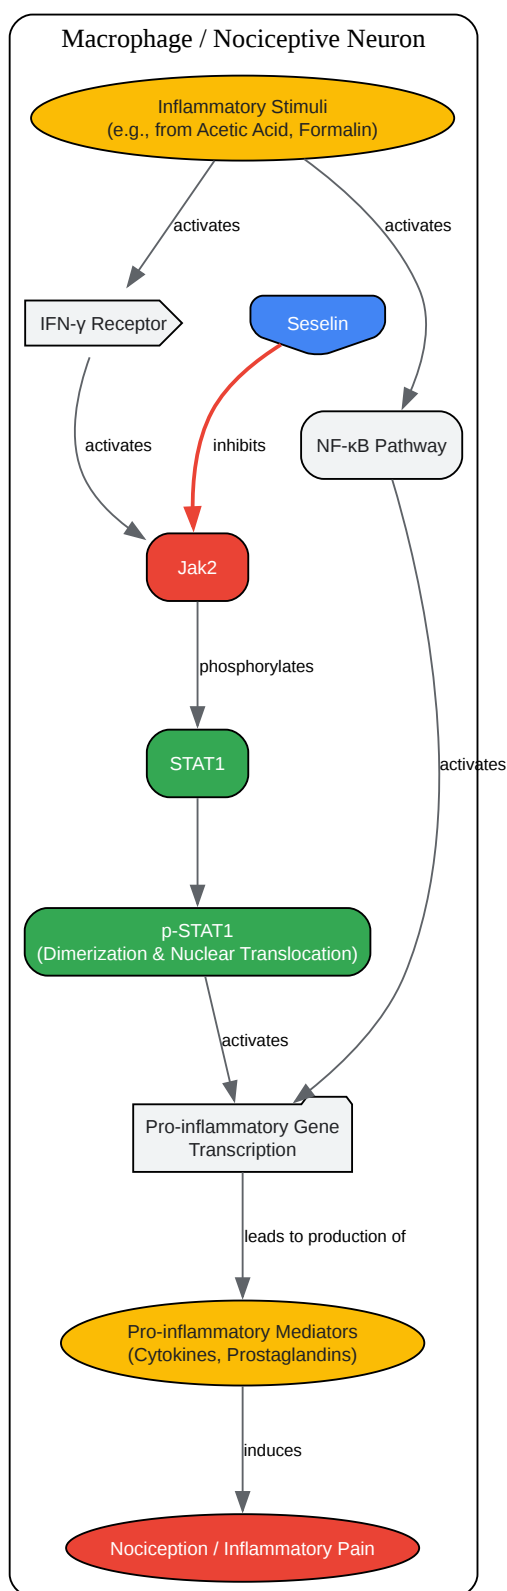 Macrophage / Nociceptive Neuron
Inflammatory Stimuli
(e.g., from Acetic Acid, Formalin)
activates
activates
IFN-γ Receptor
Seselin
activates
inhibits
NF-κB Pathway
Jak2
phosphorylates
STAT1
activates
p-STAT1
(Dimerization & Nuclear Translocation)
activates
Pro-inflammatory Gene
Transcription
leads to production of
Pro-inflammatory Mediators
(Cytokines, Prostaglandins)
induces
Nociception / Inflammatory Pain